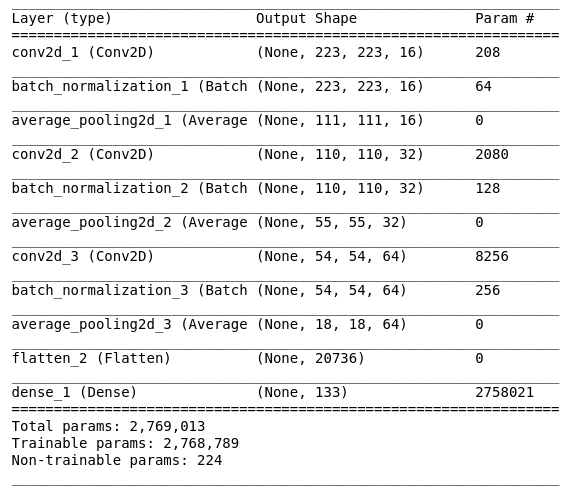 Layer (type) Output Shape Param #
conv2d_1 (Conv2D) (None, 223, 223, 16) 208
batch_normalization_1 (Batch (None, 223, 223, 16) 64
average_pooling2d_1 (Average (None, 111, 111, 16) 0
conv2d_2 (Conv2D) (None, 110, 110, 32) 2080
batch_normalization_2 (Batch (None, 110, 110, 32) 128
average_pooling2d_2 (Average (None, 55, 55, 32) 0
conv2d_3 (Conv2D) (None, 54, 54, 64) 8256
batch_normalization_3 (Batch (None, 54, 54, 64) 256
average_pooling2d_3 (Average (None, 18, 18, 64) 0
flatten_2 (Flatten) (None, 20736) 0
dense_1 (Dense) (None, 133) 2758021
Total params: 2,769,013
Trainable params: 2,768,789
Non-trainable params: 224